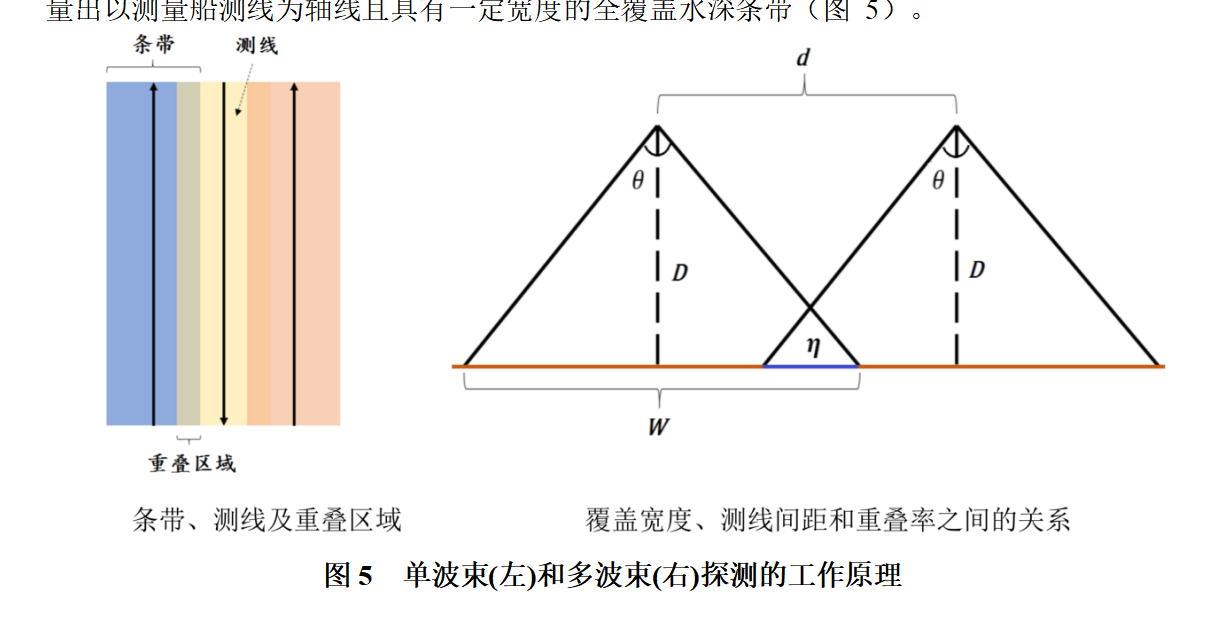 量出以测量船测线为轴线且具有一定宽度的全覆盖水深条带（图 5）。
条带
测线
重叠区域
d
θ
θ
D
D
η
W
条带、测线及重叠区域
覆盖宽度、测线间距和重叠率之间的关系
图 5 单波束(左)和多波束(右)探测的工作原理